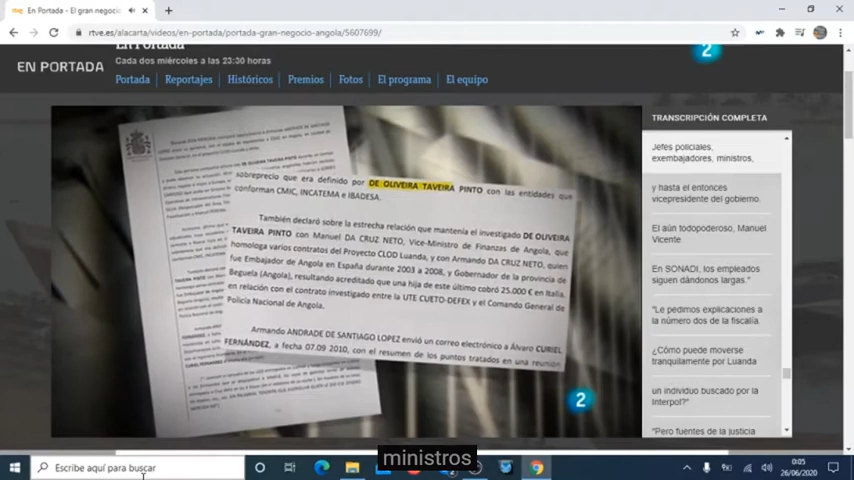 En Portada - El gran negocio
rtve.es/alacarta/videos/en-portada/portada-gran-negocio-angola/5607699/
En Portada
Cada dos miércoles a las 23:30 horas
EN PORTADA
Portada Reportajes Históricos Premios Fotos El programa El equipo
2
sobreprecio que era definido por DE OLIVEIRA TAVEIRA PINTO con las entidades que
conforman CMIC, INCATEMA e IBADESA.
También declaró sobre la estrecha relación que mantenía el investigado DE OLIVEIRA
TAVEIRA PINTO con Manuel DA CRUZ NETO, Vice-Ministro de Finanzas de Angola, que
homologa varios contratos del Proyecto CLOD Luanda, y con Armando DA CRUZ NETO, quien
fue Embajador de Angola en España durante 2003 a 2008, y Gobernador de la provincia de
Beguela (Angola), resultando acreditado que una hija de este último cobró 25.000 € en Italia,
en relación con el contrato investigado entre la UTE CUETO-DEFEX y el Comando General de
Policía Nacional de Angola.
Armando ANDRADE DE SANTIAGO LOPEZ envió un correo electrónico a Álvaro CURIEL
FERNÁNDEZ, a fecha 07.09 2010, con el resumen de los puntos tratados en una reunión
2
TRANSCRIPCIÓN COMPLETA
Jefes policiales,
exembajadores, ministros,
y hasta el entonces
vicepresidente del gobierno.
El aún todopoderoso, Manuel
Vicente
En SONADI, los empleados
siguen dándonos largas."
"Le pedimos explicaciones a
la número dos de la fiscalía.
¿Cómo puede moverse
tranquilamente por Luanda
un individuo buscado por la
Interpol?"
"Pero fuentes de la justicia
ministros
Escribe aquí para buscar
0:05
26/06/2020